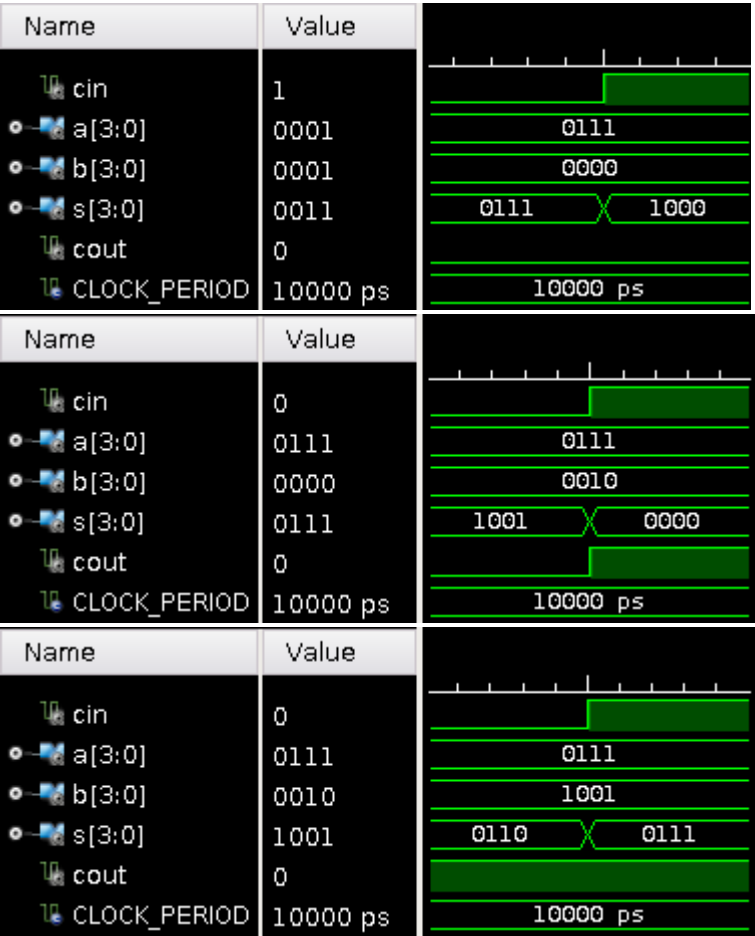 Name Value
cin 1
a[3:0] 0001 0111
b[3:0] 0001 0000
s[3:0] 0011 0111 1000
cout 0
CLOCK_PERIOD 10000 ps 10000 ps
Name Value
cin 0
a[3:0] 0111 0111
b[3:0] 0000 0010
s[3:0] 0111 1001 0000
cout 0
CLOCK_PERIOD 10000 ps 10000 ps
Name Value
cin 0
a[3:0] 0111 0111
b[3:0] 0010 1001
s[3:0] 1001 0110 0111
cout 0
CLOCK_PERIOD 10000 ps 10000 ps